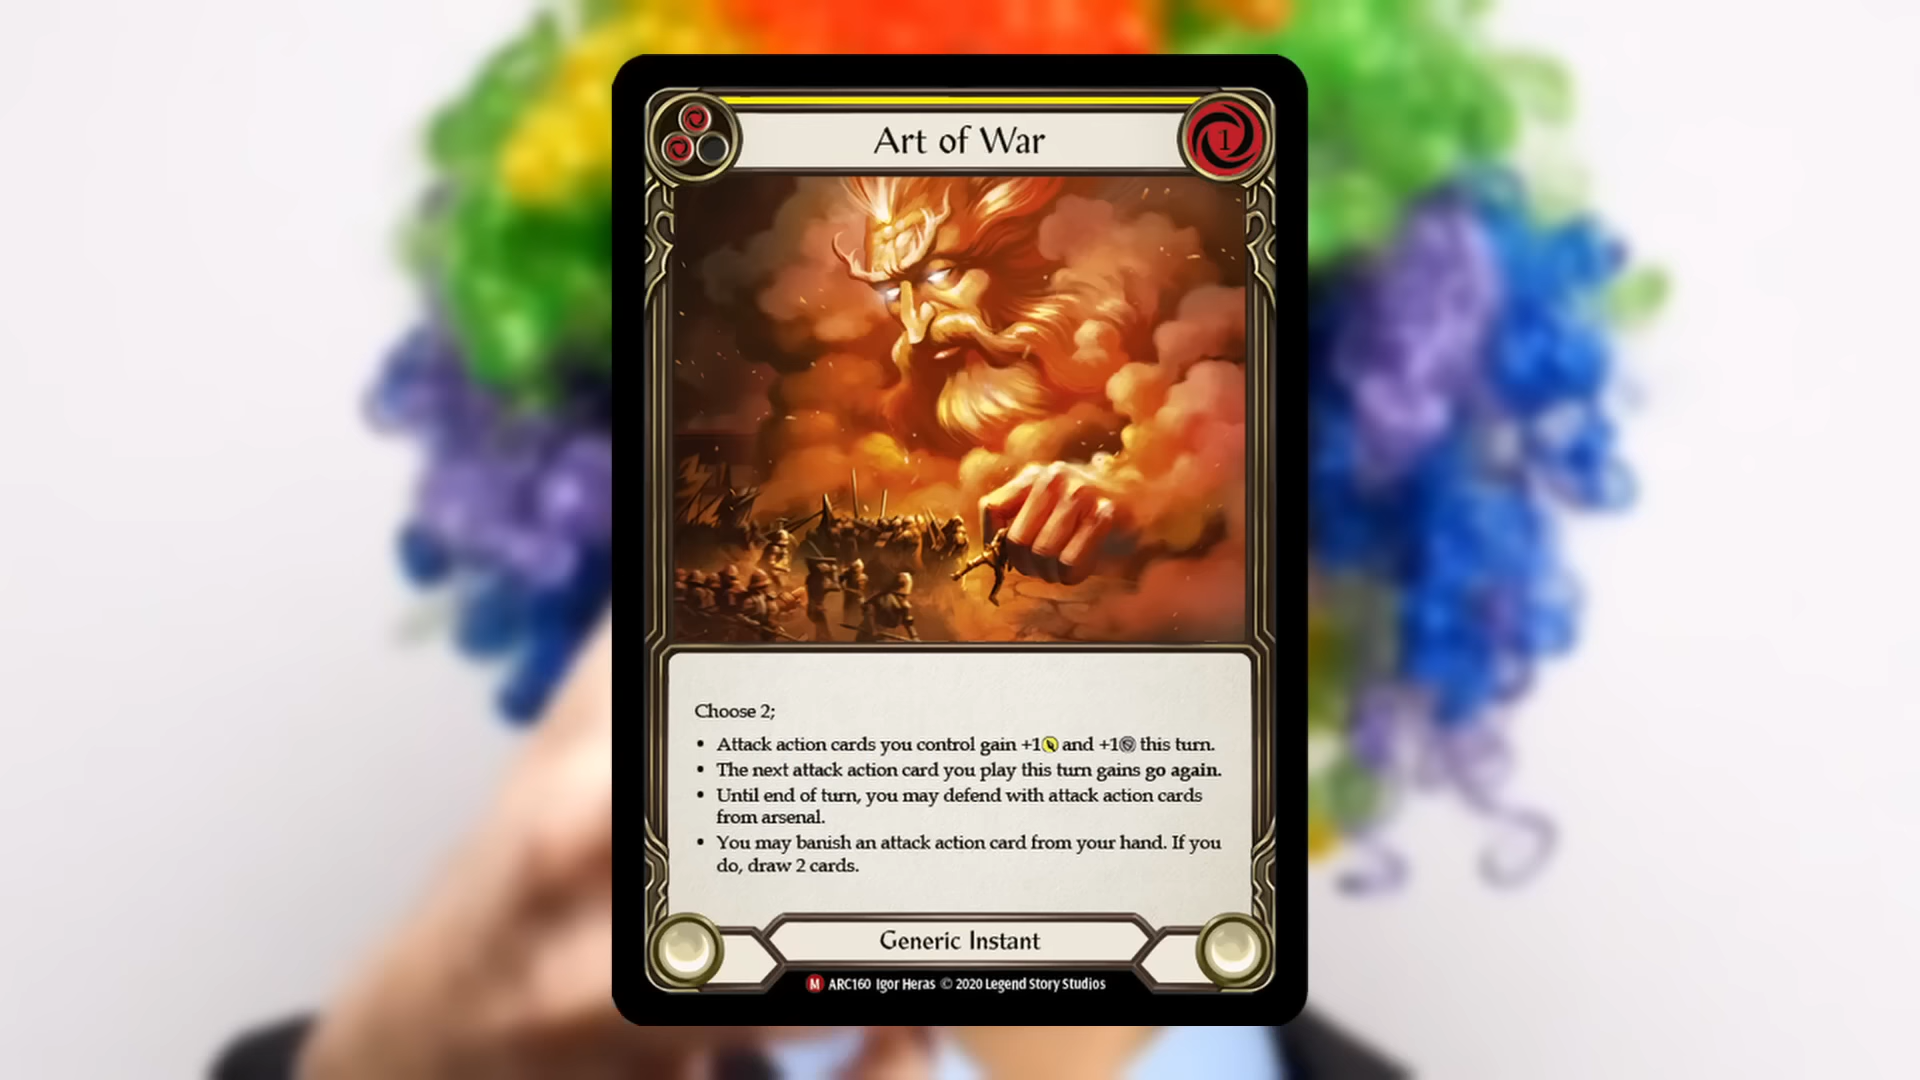 Art of War
1
Choose 2;
• Attack action cards you control gain +1 and +1 this turn.
• The next attack action card you play this turn gains go again.
• Until end of turn, you may defend with attack action cards
from arsenal.
• You may banish an attack action card from your hand. If you
do, draw 2 cards.
Generic Instant
M ARC160 Igor Heras © 2020 Legend Story Studios